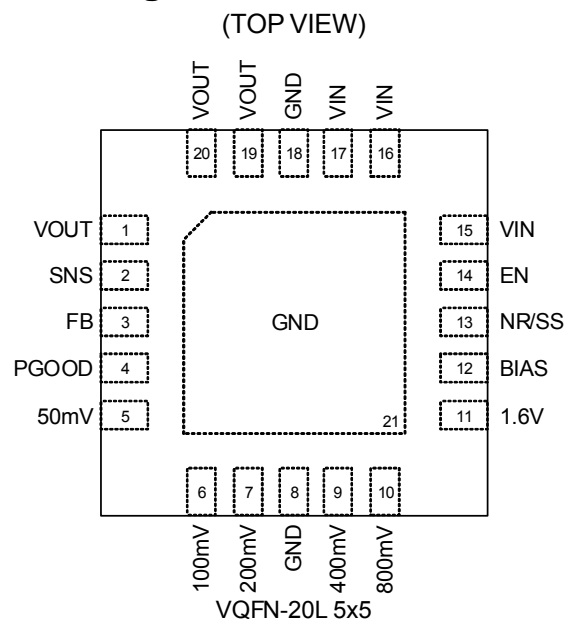 (TOP VIEW)
VOUT VOUT GND VIN VIN
20 19 18 17 16
VOUT 1 15 VIN
SNS 2 14 EN
FB 3 GND 13 NR/SS
PGOOD 4 12 BIAS
50mV 5 21 11 1.6V
6 7 8 9 10
100mV 200mV GND 400mV 800mV
VQFN-20L 5x5